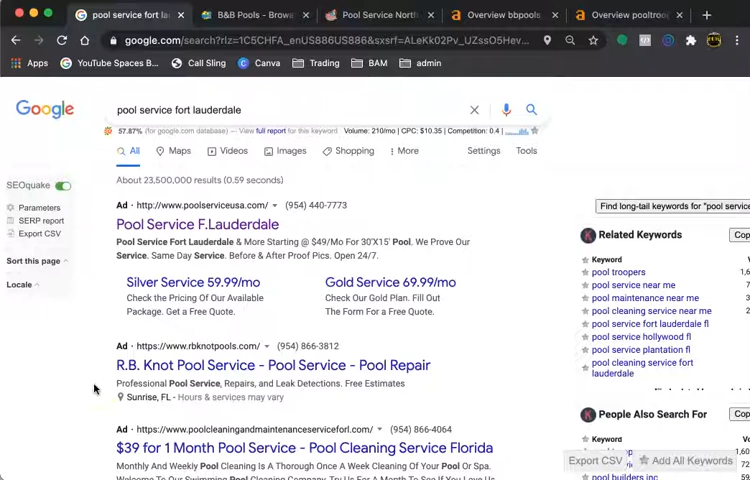 pool service fort la
B&B Pools - Brows
Pool Service North
Overview bbpools
Overview pooltroo
google.com/search?rlz=1C5CHFA_enUS886US886&sxsrf=ALeKk02Pv_UZssO5Hev...
Apps
YouTube Spaces B...
Call Sling
Canva
Trading
BAM
admin
Google
pool service fort lauderdale
57.87% (for google.com database) — View full report for this keyword
Volume: 210/mo | CPC: $10.35 | Competition: 0.4
All
Maps
Videos
Images
Shopping
More
Settings
Tools
About 23,500,000 results (0.59 seconds)
SEOquake
Parameters
SERP report
Export CSV
Sort this page
Locale
Ad · http://www.poolserviceusa.com/ (954) 440-7773
Pool Service F.Lauderdale
Pool Service Fort Lauderdale & More Starting @ $49/Mo For 30'X15' Pool. We Prove Our
Service. Same Day Service. Before & After Proof Pics. Open 24/7.
Silver Service 59.99/mo
Check the Pricing Of Our Available
Package. Get a Free Quote.
Gold Service 69.99/mo
Check Our Gold Plan. Fill Out
The Form For a Free Quote.
Ad · https://www.rbknotpools.com/ (954) 866-3812
R.B. Knot Pool Service - Pool Service - Pool Repair
Professional Pool Service, Repairs, and Leak Detections. Free Estimates
Sunrise, FL - Hours & services may vary
Ad · https://www.poolcleaningandmaintenanceserviceforl.com/ (954) 866-4064
$39 for 1 Month Pool Service - Pool Cleaning Service Florida
Monthly And Weekly Pool Cleaning Is A Thorough Once A Week Cleaning Of Your Pool Or Spa.
Find long-tail keywords for "pool service
Related Keywords
Cop
Keyword
V
pool troopers
1,60
pool service near me
pool maintenance near me
pool cleaning service near me
pool service fort lauderdale fl
pool service hollywood fl
pool service plantation fl
pool cleaning service fort
lauderdale
People Also Search For
Cop
Keyword
Export CSV
Add All Keywords